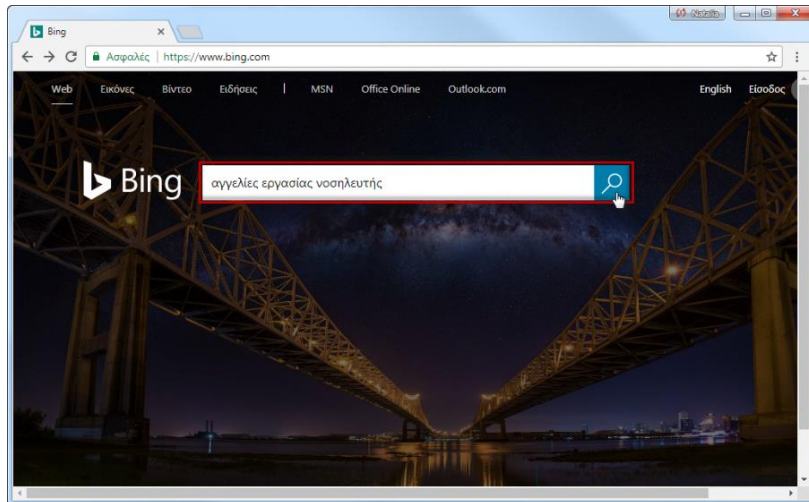 Natalia
Bing
Ασφαλές | https://www.bing.com
Web Εικόνες Βίντεο Ειδήσεις | MSN Office Online Outlook.com English Είσοδος
Bing
αγγελίες εργασίας νοσηλευτής